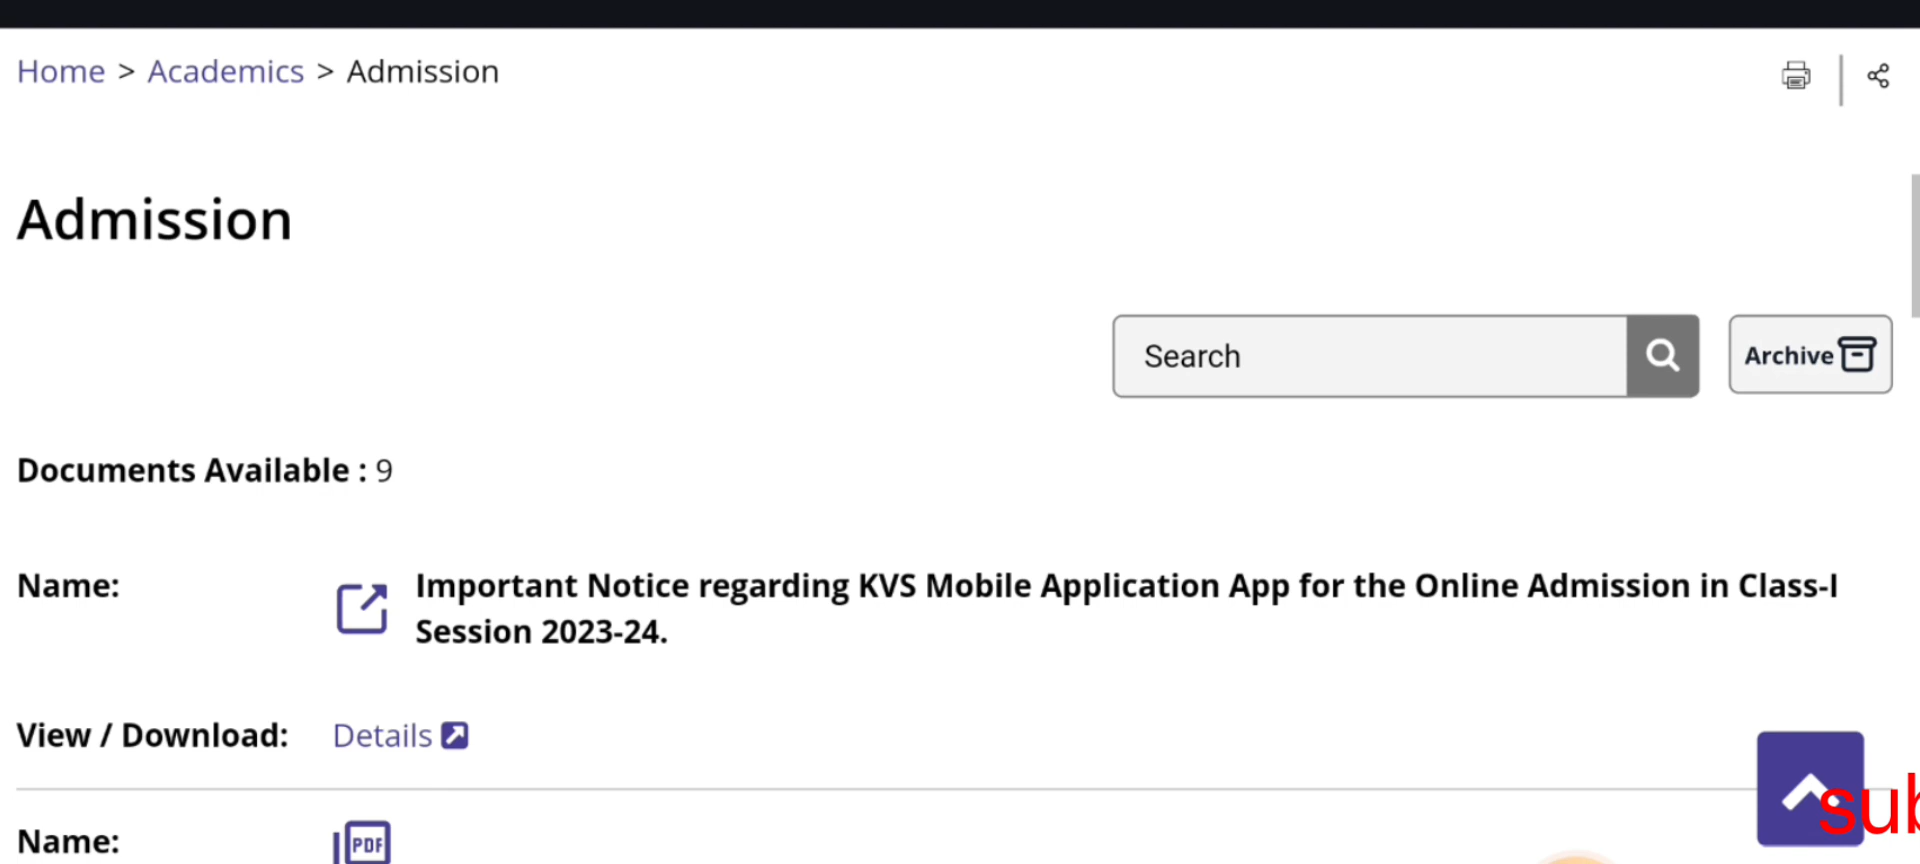 Home > Academics > Admission
Admission
Search
Archive
Documents Available : 9
Name:
Important Notice regarding KVS Mobile Application App for the Online Admission in Class-I
Session 2023-24.
View / Download: Details
Name:
PDF
sub